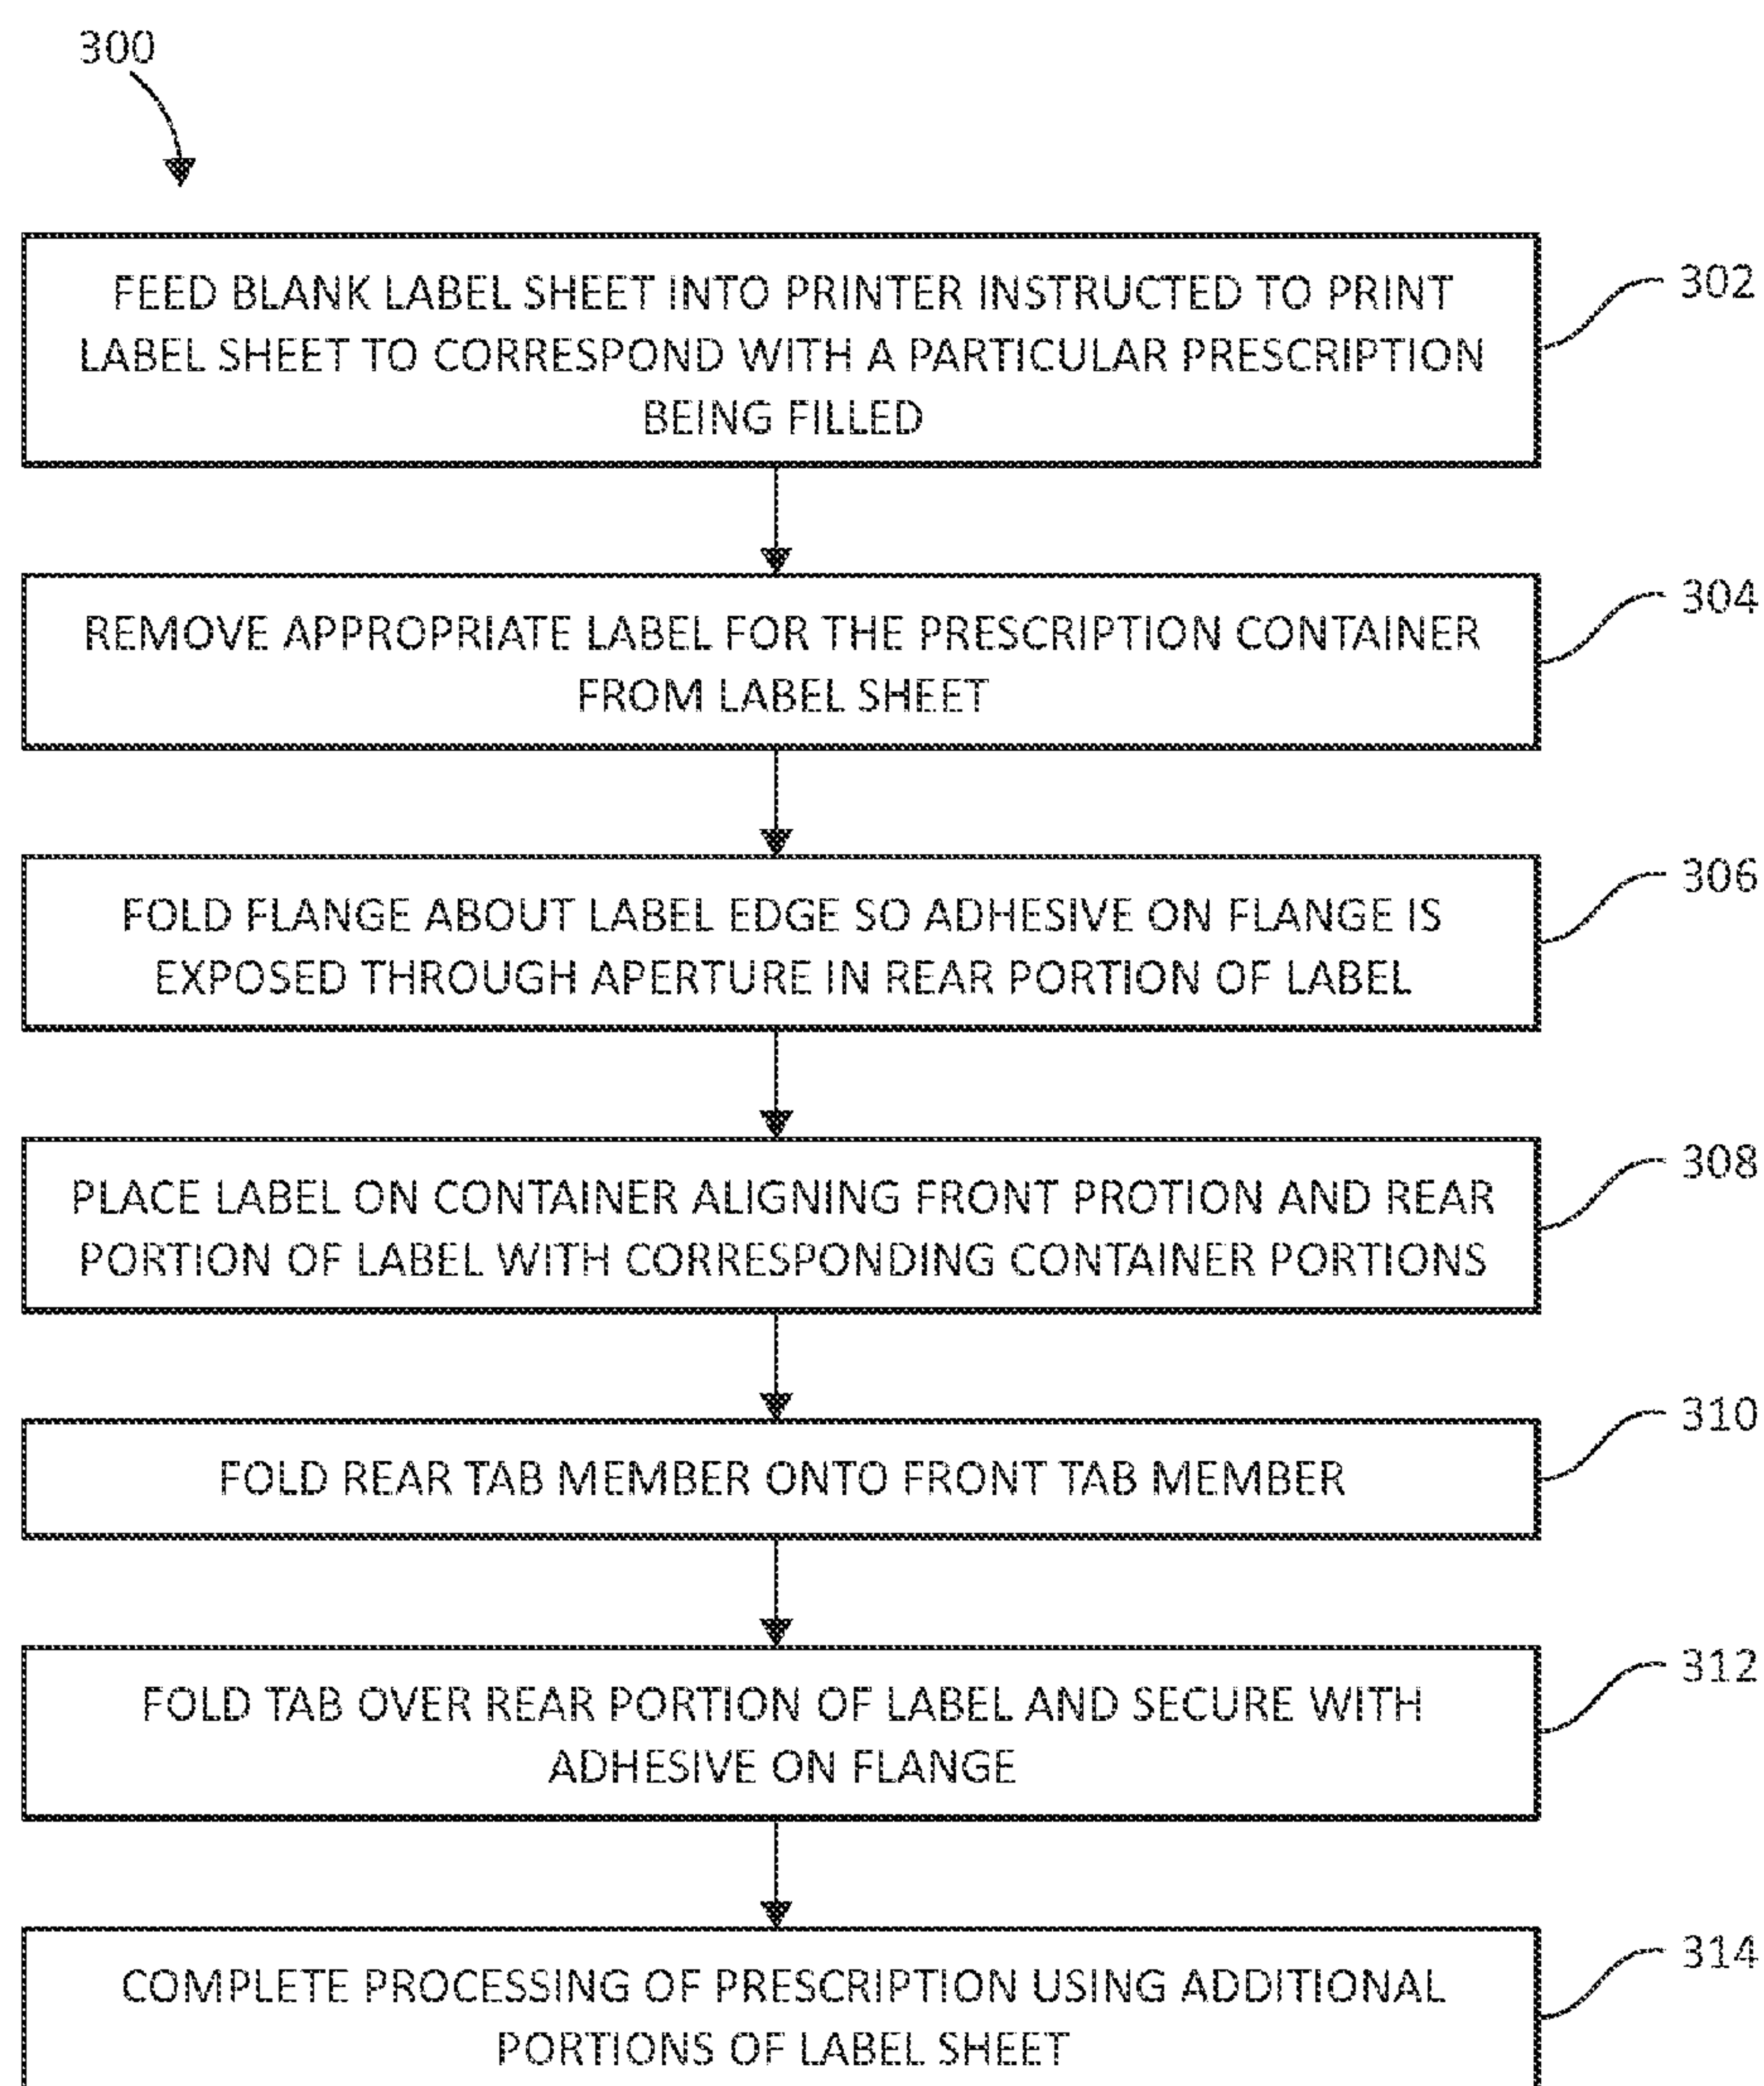 300
FEED BLANK LABEL SHEET INTO PRINTER INSTRUCTED TO PRINT
LABEL SHEET TO CORRESPOND WITH A PARTICULAR PRESCRIPTION
BEING FILLED
302
REMOVE APPROPRIATE LABEL FOR THE PRESCRIPTION CONTAINER
FROM LABEL SHEET
304
FOLD FLANGE ABOUT LABEL EDGE SO ADHESIVE ON FLANGE IS
EXPOSED THROUGH APERTURE IN REAR PORTION OF LABEL
306
PLACE LABEL ON CONTAINER ALIGNING FRONT PROTION AND REAR
PORTION OF LABEL WITH CORRESPONDING CONTAINER PORTIONS
308
FOLD REAR TAB MEMBER ONTO FRONT TAB MEMBER
310
FOLD TAB OVER REAR PORTION OF LABEL AND SECURE WITH
ADHESIVE ON FLANGE
312
COMPLETE PROCESSING OF PRESCRIPTION USING ADDITIONAL
PORTIONS OF LABEL SHEET
314